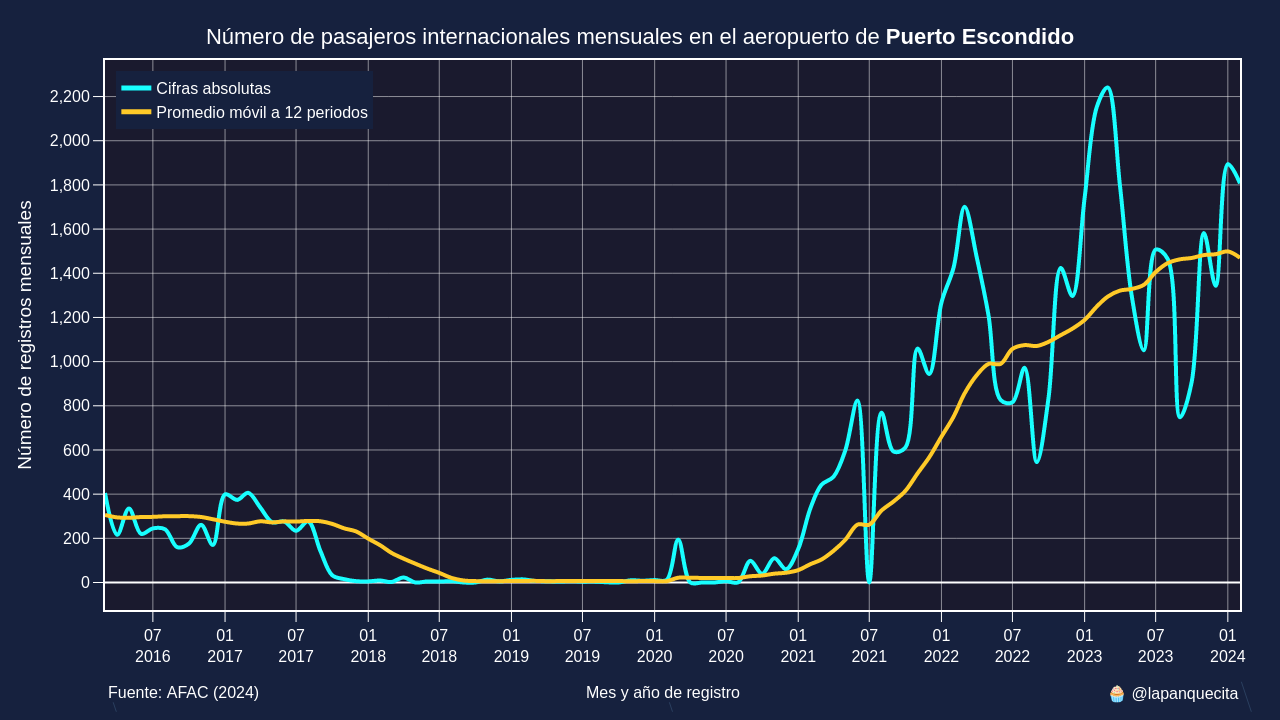 Número de pasajeros internacionales mensuales en el aeropuerto de Puerto Escondido
Cifras absolutas
Promedio móvil a 12 periodos
Número de registros mensuales
2,200
2,000
1,800
1,600
1,400
1,200
1,000
800
600
400
200
0
07 01 07 01 07 01 07 01 07 01 07 01 07 01 07 01
2016 2017 2017 2018 2018 2019 2019 2020 2020 2021 2021 2022 2022 2023 2023 2024
Fuente: AFAC (2024) Mes y año de registro 🧁 @lapanquecita